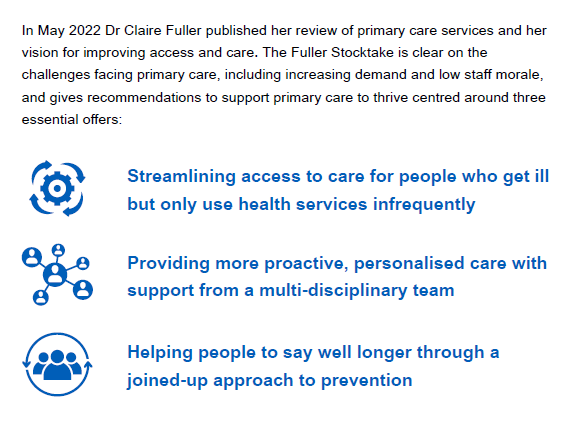 In May 2022 Dr Claire Fuller published her review of primary care services and her
vision for improving access and care. The Fuller Stocktake is clear on the
challenges facing primary care, including increasing demand and low staff morale,
and gives recommendations to support primary care to thrive centred around three
essential offers:
Streamlining access to care for people who get ill
but only use health services infrequently
Providing more proactive, personalised care with
support from a multi-disciplinary team
Helping people to say well longer through a
joined-up approach to prevention